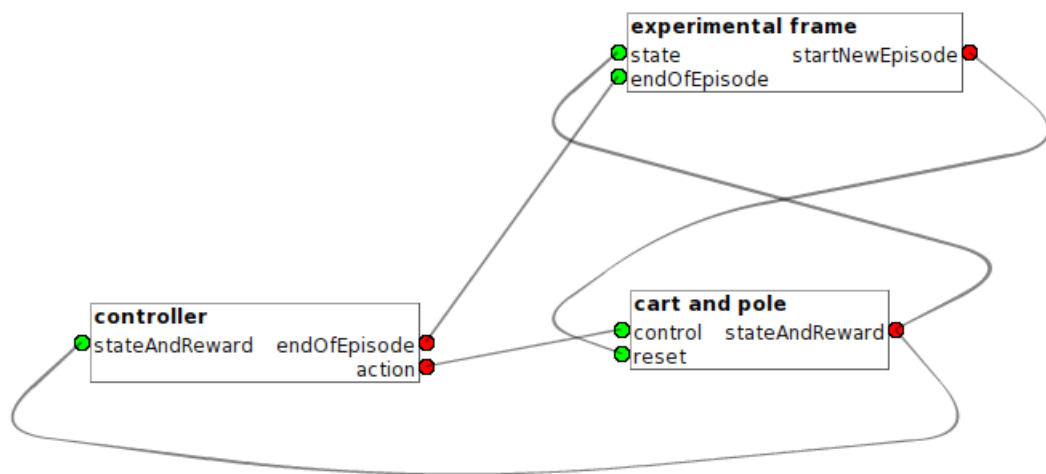 experimental frame
state startNewEpisode
endOfEpisode
controller
stateAndReward endOfEpisode
action
cart and pole
control stateAndReward
reset